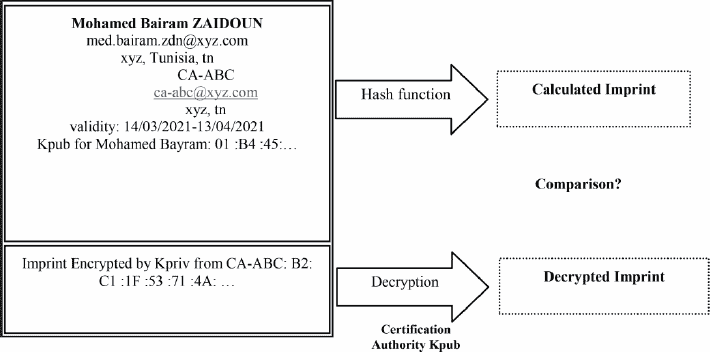 Mohamed Bairam ZAIDOUN
med.bairam.zdn@xyz.com
xyz, Tunisia, tn
CA-ABC
ca-abc@xyz.com
xyz, tn
validity: 14/03/2021-13/04/2021
Kpub for Mohamed Bayram: 01 :B4 :45:…
Hash function
Calculated Imprint
Comparison?
Imprint Encrypted by Kpriv from CA-ABC: B2:
C1 :1F :53 :71 :4A: …
Decryption
Decrypted Imprint
Certification
Authority Kpub